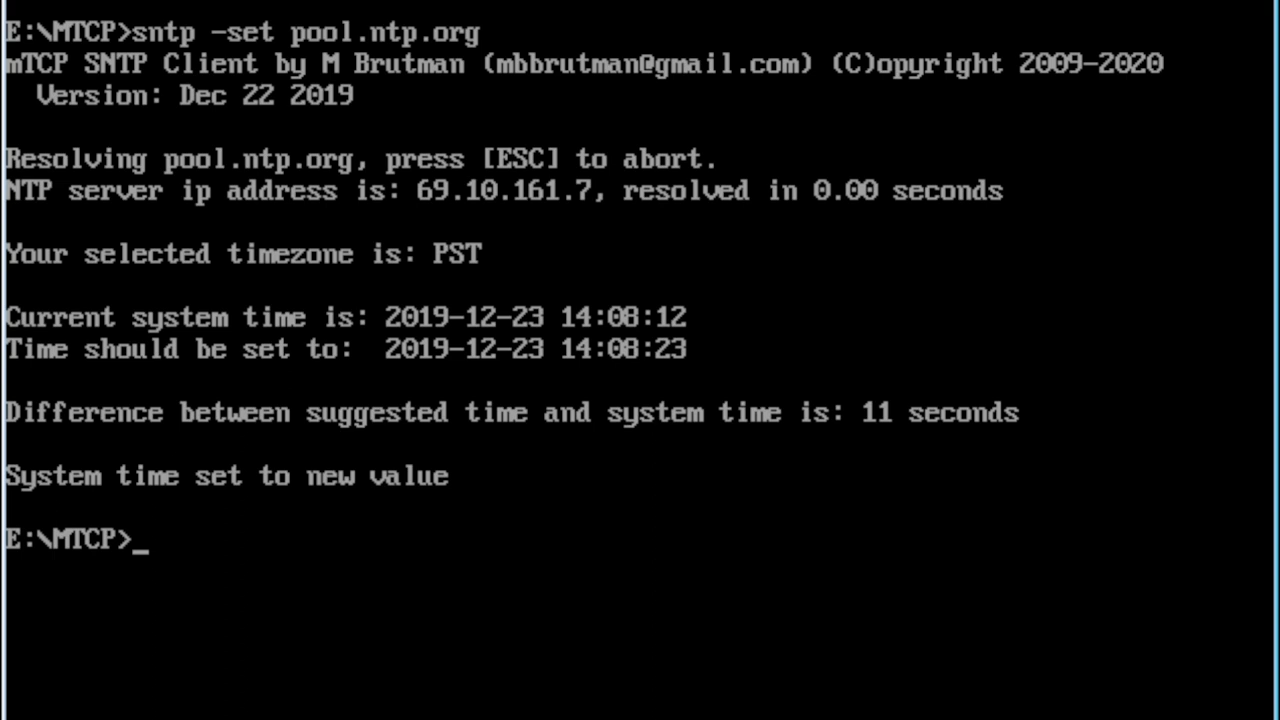 E:\MTCP>sntp -set pool.ntp.org
mTCP SNTP Client by M Brutman (mbbrutman@gmail.com) (C)opyright 2009-2020
Version: Dec 22 2019
Resolving pool.ntp.org, press [ESC] to abort.
NTP server ip address is: 69.10.161.7, resolved in 0.00 seconds
Your selected timezone is: PST
Current system time is: 2019-12-23 14:08:12
Time should be set to:  2019-12-23 14:08:23
Difference between suggested time and system time is: 11 seconds
System time set to new value
E:\MTCP>_